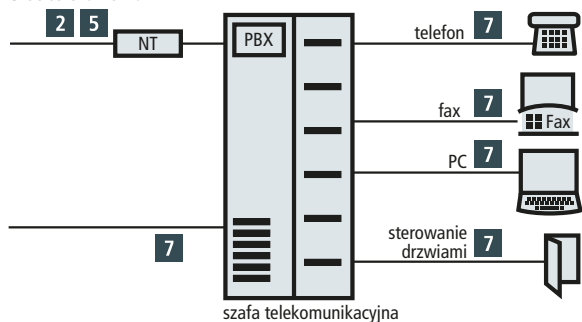 2 5
NT
PBX
telefon 7
fax 7
Fax
PC 7
7
sterowanie
drzwiami 7
szafa telekomunikacyjna